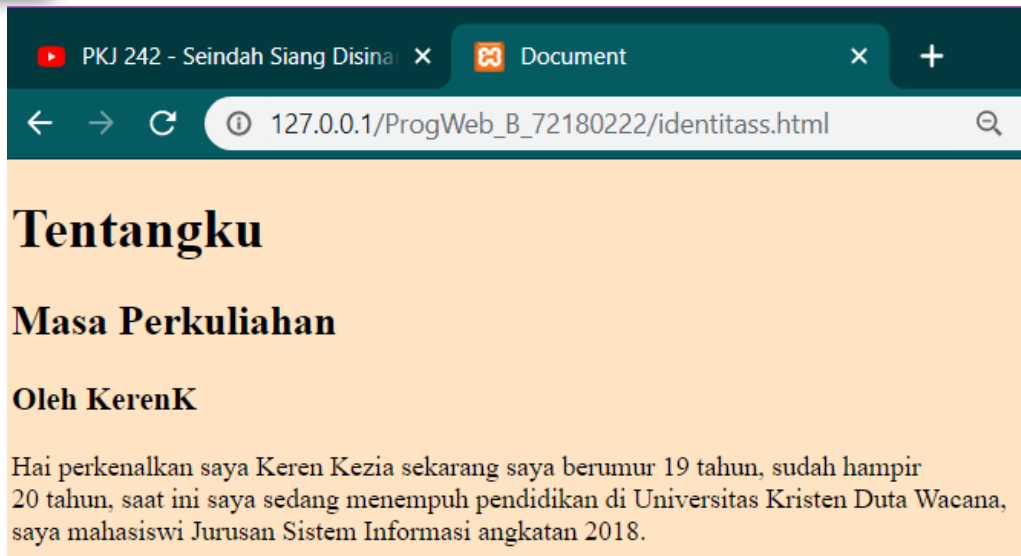 PKJ 242 - Seindah Siang Disina
Document
127.0.0.1/ProgWeb_B_72180222/identitass.html
Tentangku
Masa Perkuliahan
Oleh KerenK
Hai perkenalkan saya Keren Kezia sekarang saya berumur 19 tahun, sudah hampir
20 tahun, saat ini saya sedang menempuh pendidikan di Universitas Kristen Duta Wacana,
saya mahasiswi Jurusan Sistem Informasi angkatan 2018.